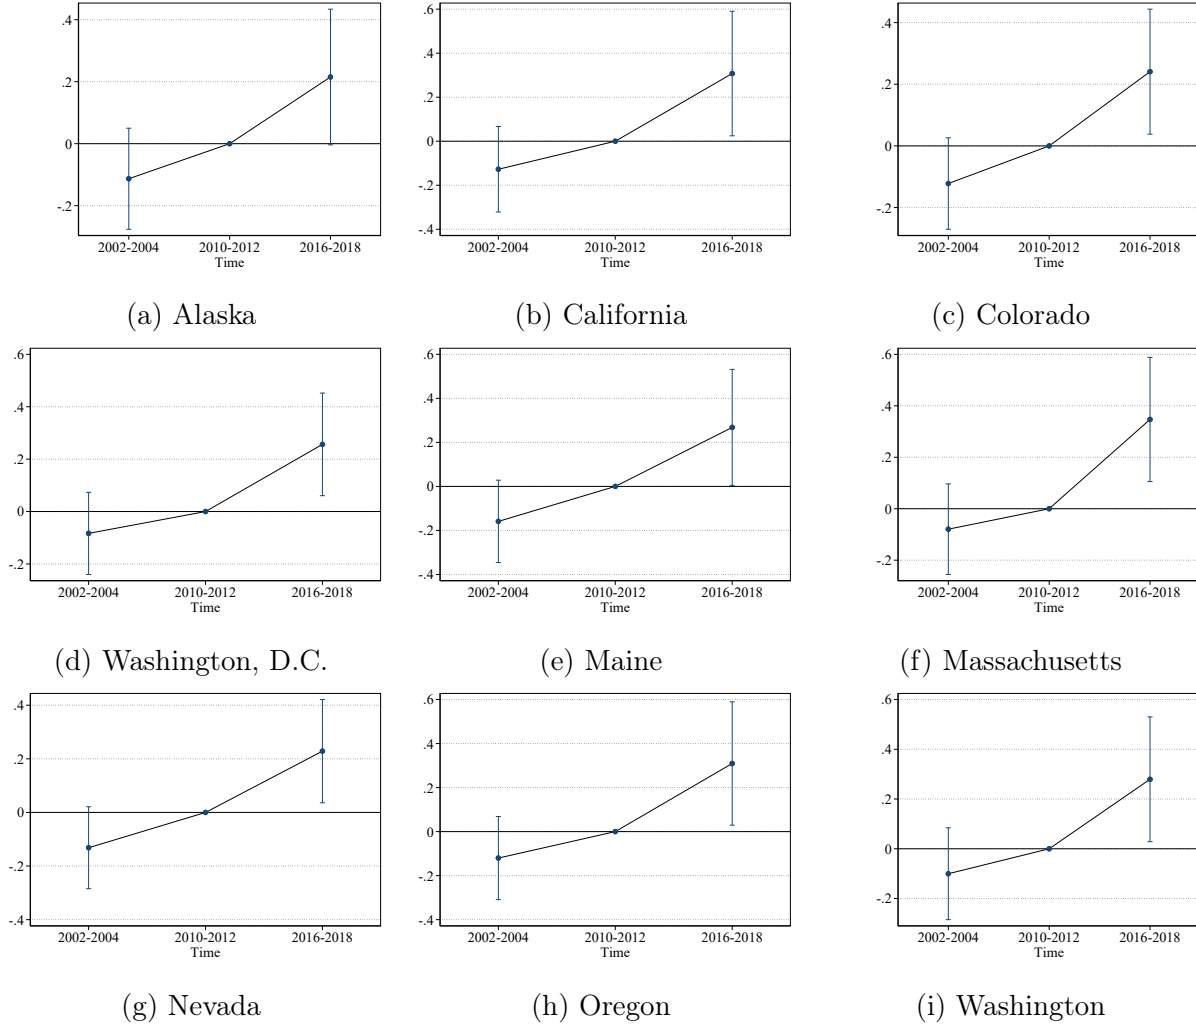 .4
.2
0
-.2
2002-2004 2010-2012 2016-2018
Time
(a) Alaska
.6
.4
.2
0
-.2
-.4
2002-2004 2010-2012 2016-2018
Time
(b) California
.4
.2
0
-.2
2002-2004 2010-2012 2016-2018
Time
(c) Colorado
.6
.4
.2
0
-.2
2002-2004 2010-2012 2016-2018
Time
(d) Washington, D.C.
.6
.4
.2
0
-.2
-.4
2002-2004 2010-2012 2016-2018
Time
(e) Maine
.6
.4
.2
0
-.2
2002-2004 2010-2012 2016-2018
Time
(f) Massachusetts
.4
.2
0
-.2
-.4
2002-2004 2010-2012 2016-2018
Time
(g) Nevada
.6
.4
.2
0
-.2
-.4
2002-2004 2010-2012 2016-2018
Time
(h) Oregon
.6
.4
.2
0
-.2
2002-2004 2010-2012 2016-2018
Time
(i) Washington